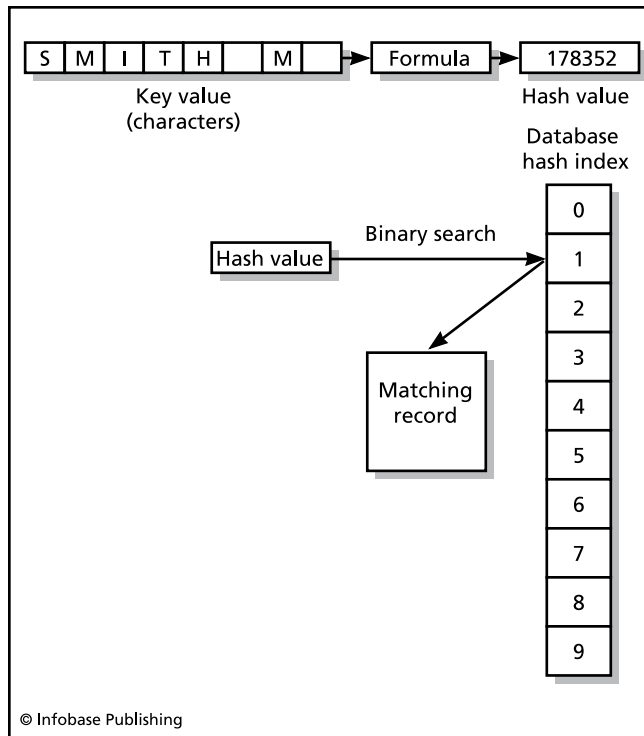 S M I T H M
Formula
178352
Key value
(characters)
Hash value
Database
hash index
0
Binary search
Hash value
1
2
3
Matching
record
4
5
6
7
8
9
© Infobase Publishing